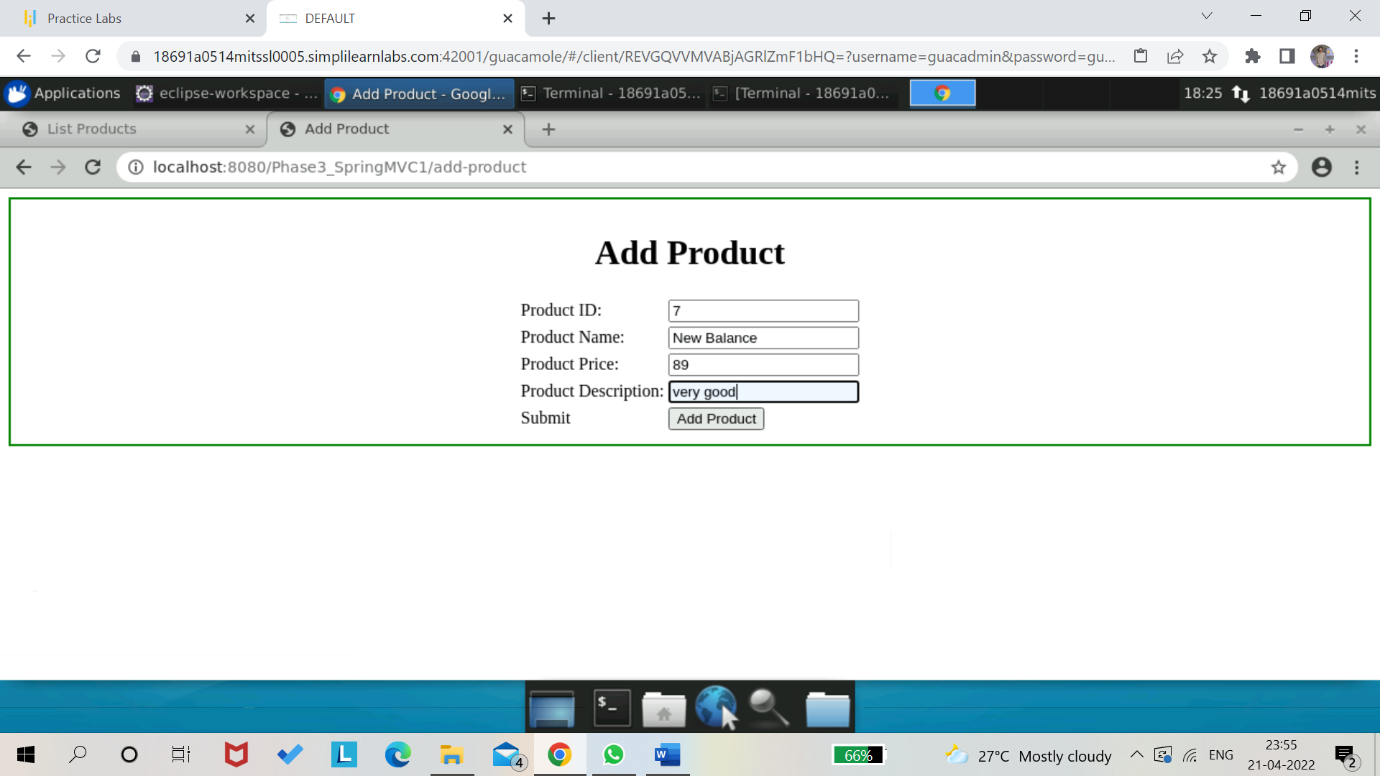 Practice Labs
DEFAULT
18691a0514mitssl0005.simplilearnlabs.com:42001/guacamole/#/client/REVGQVVMVABjAGRlZmF1bHQ=?username=guacadmin&password=gu...
Applications
eclipse-workspace - ...
Add Product - Googl...
Terminal - 18691a05...
[Terminal - 18691a0...
18:25
18691a0514mits
List Products
Add Product
localhost:8080/Phase3_SpringMVC1/add-product
Add Product
Product ID: 7
Product Name: New Balance
Product Price: 89
Product Description: very good
Submit Add Product
$_
L
4
W
66%
27°C Mostly cloudy
ENG
23:55
21-04-2022
2